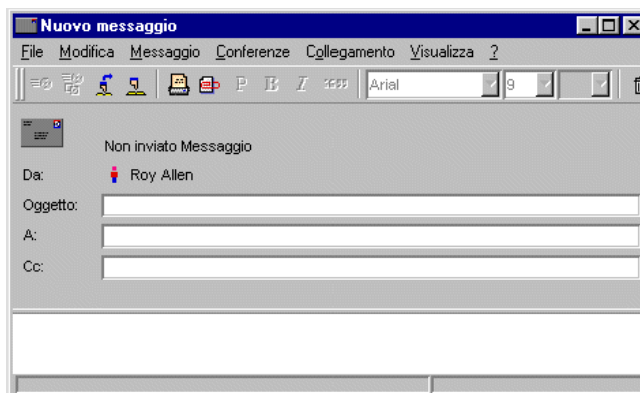 Nuovo messaggio
File Modifica Messaggio Conferenze Collegamento Visualizza ?
P B I Arial 9
Non inviato Messaggio
Da: Roy Allen
Oggetto:
A:
Cc: